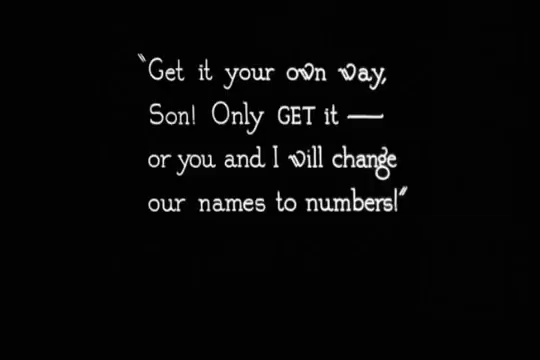 "Get it your own way,
Son! Only GET it —
or you and I will change
our names to numbers!"